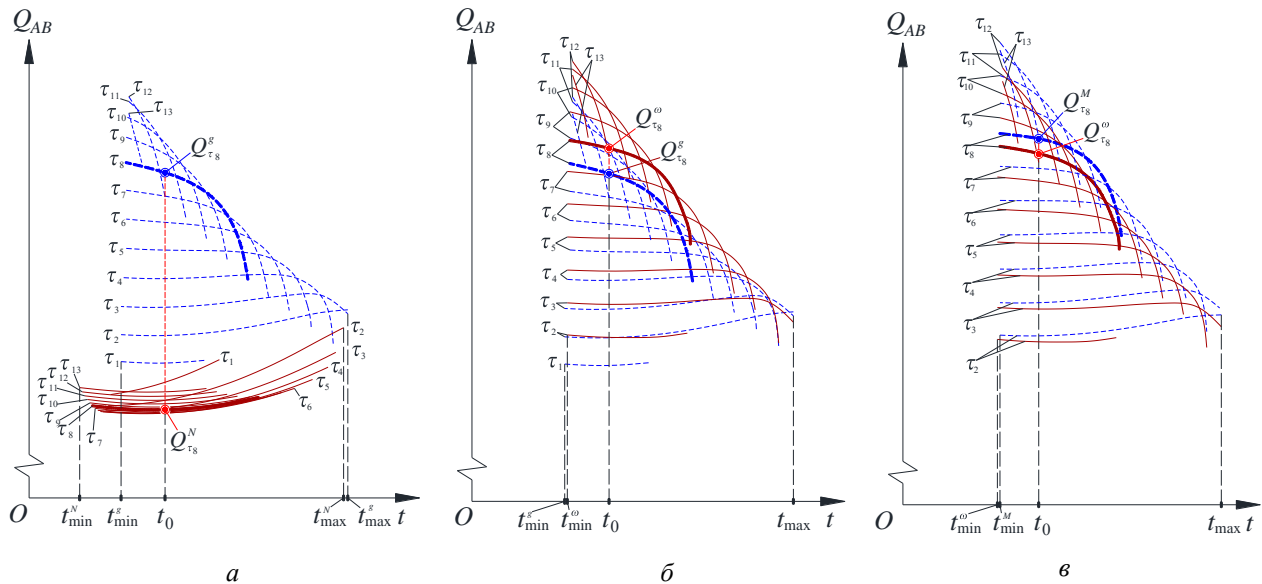 Q_AB
τ₁₁ τ₁₂
τ₁₀ τ₁₃
τ₉
τ₈
τ₇
τ₆
τ₅
τ₄
τ₃
τ₂
τ₁
Q^g_τ₈
τ₁
τ₂
τ₃
τ₄
τ₅
τ₆
τ₁₃
τ₁₂
τ₁₁
τ₁₀
τ₉
τ₈
τ₇
Q^N_τ₈
O t^N_min t^g_min t₀ t^N_max t^g_max t
а
Q_AB
τ₁₂
τ₁₃
τ₁₁
τ₁₀
τ₉
τ₈
τ₇
τ₆
τ₅
τ₄
τ₃
τ₂
τ₁
Q^ω_τ₈
Q^g_τ₈
O t^g_min t^ω_min t₀ t_max t
б
Q_AB
τ₁₂
τ₁₃
τ₁₁
τ₁₀
τ₉
τ₈
τ₇
τ₆
τ₅
τ₄
τ₃
τ₂
Q^M_τ₈
Q^ω_τ₈
O t^ω_min t^M_min t₀ t_max t
в